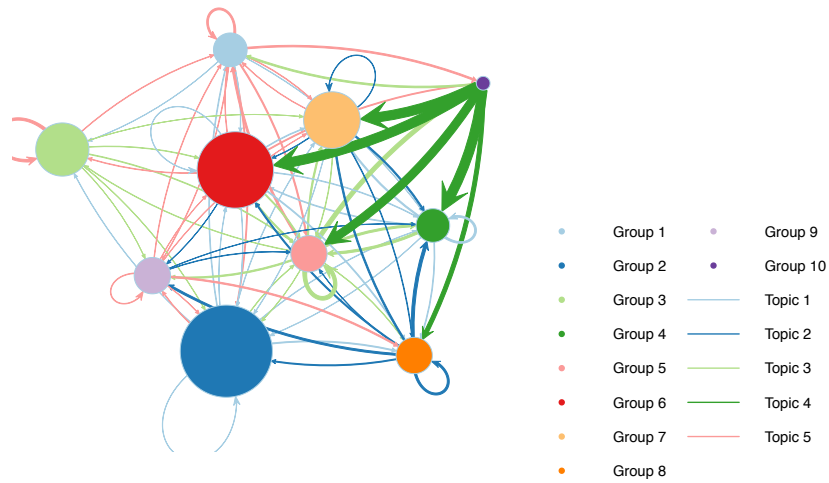 Group 1
Group 2
Group 3
Group 4
Group 5
Group 6
Group 7
Group 8
Group 9
Group 10
Topic 1
Topic 2
Topic 3
Topic 4
Topic 5